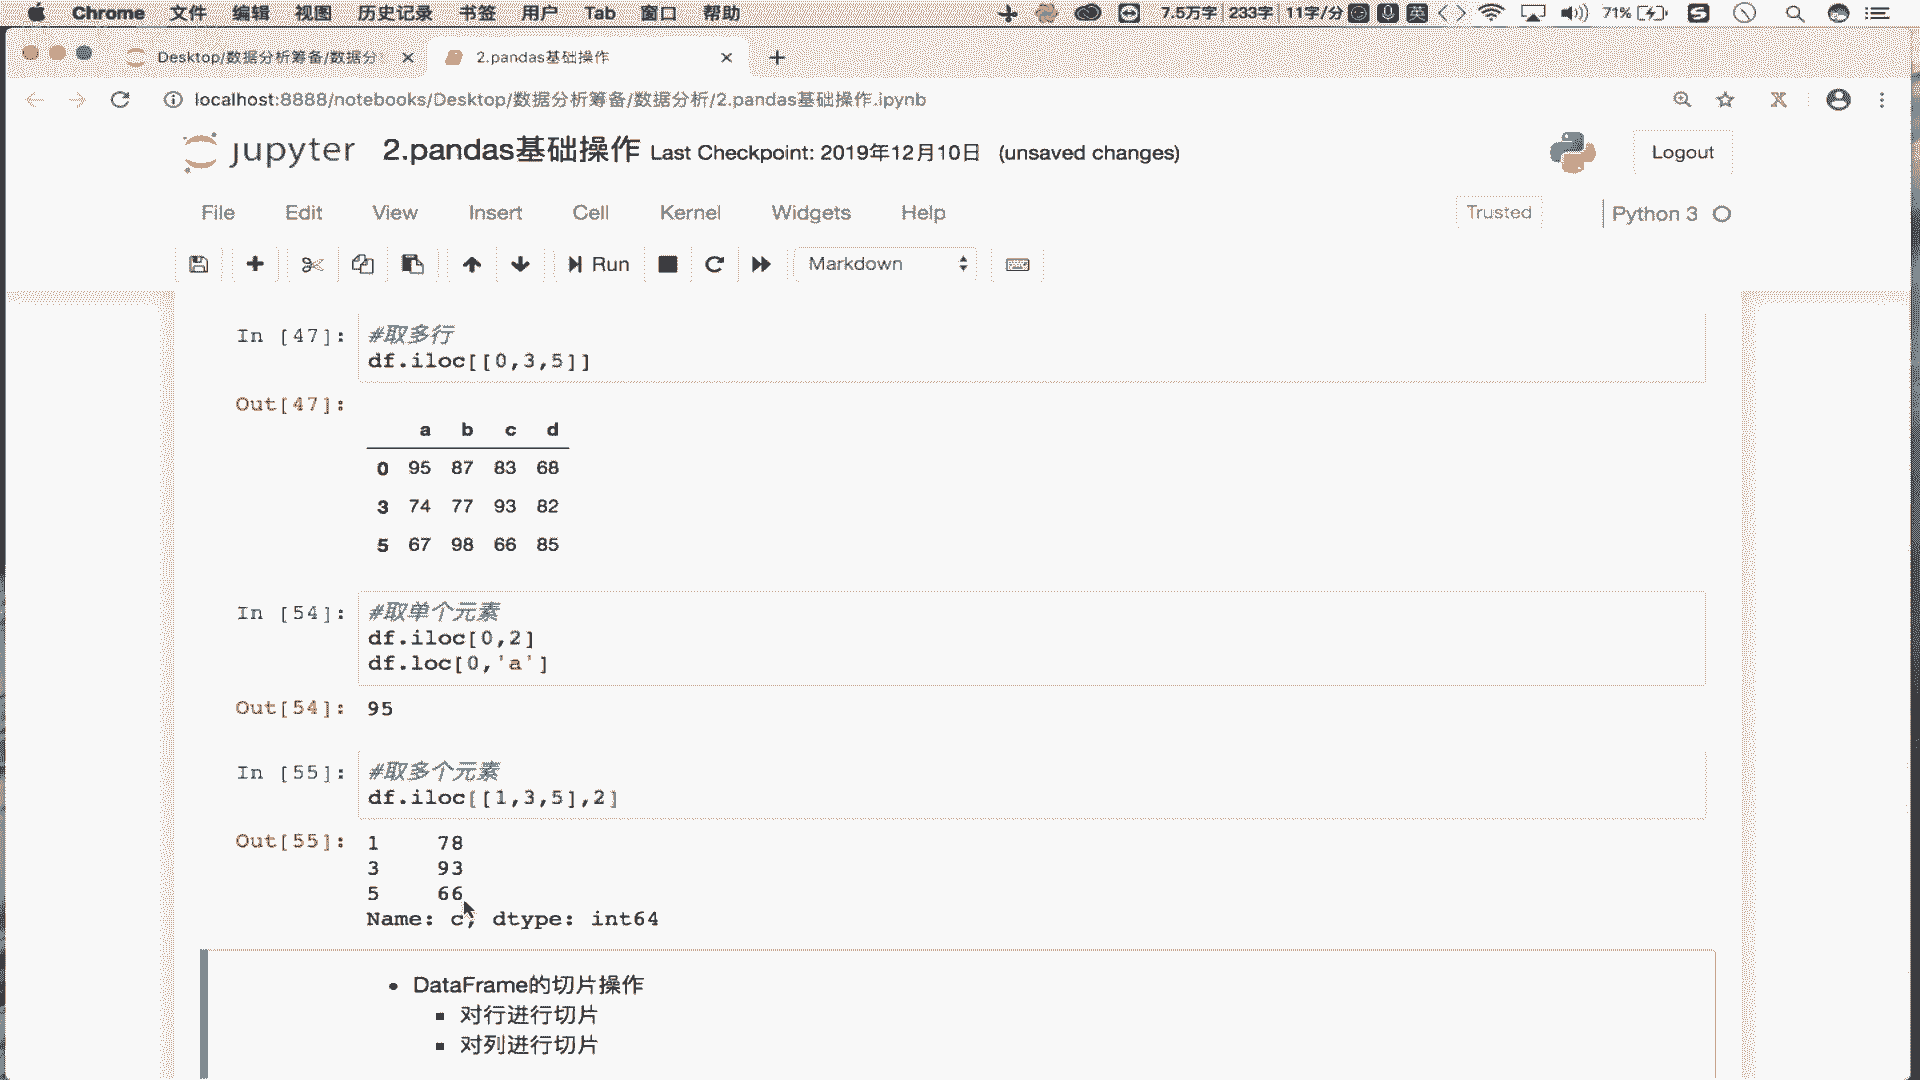 Chrome 文件 编辑 视图 历史记录 书签 用户 Tab 窗口 帮助 7.5万字 233字 11字/分 英 71%
Desktop/数据分析筹备/数据分 2.pandas基础操作
localhost:8888/notebooks/Desktop/数据分析筹备/数据分析/2.pandas基础操作.ipynb
jupyter 2.pandas基础操作 Last Checkpoint: 2019年12月10日 (unsaved changes) Logout
File Edit View Insert Cell Kernel Widgets Help Trusted Python 3
Run Markdown
In [47]: #取多行
df.iloc[[0,3,5]]
Out[47]:
a b c d
0 95 87 83 68
3 74 77 93 82
5 67 98 66 85
In [54]: #取单个元素
df.iloc[0,2]
df.loc[0,'a']
Out[54]: 95
In [55]: #取多个元素
df.iloc[[1,3,5],2]
Out[55]: 1 78
3 93
5 66
Name: c, dtype: int64
• DataFrame的切片操作
▪ 对行进行切片
▪ 对列进行切片